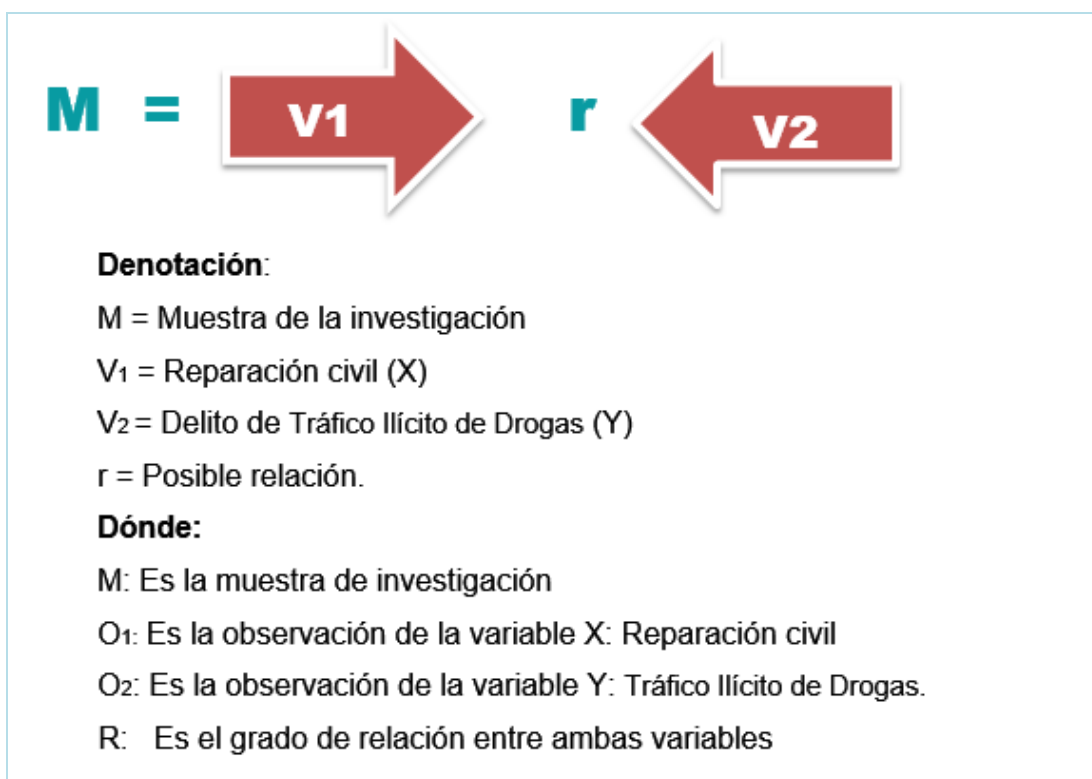 M = V1 r V2
Denotación:
M = Muestra de la investigación
V1 = Reparación civil (X)
V2 = Delito de Tráfico Ilícito de Drogas (Y)
r = Posible relación.
Dónde:
M: Es la muestra de investigación
O1: Es la observación de la variable X: Reparación civil
O2: Es la observación de la variable Y: Tráfico Ilícito de Drogas.
R: Es el grado de relación entre ambas variables